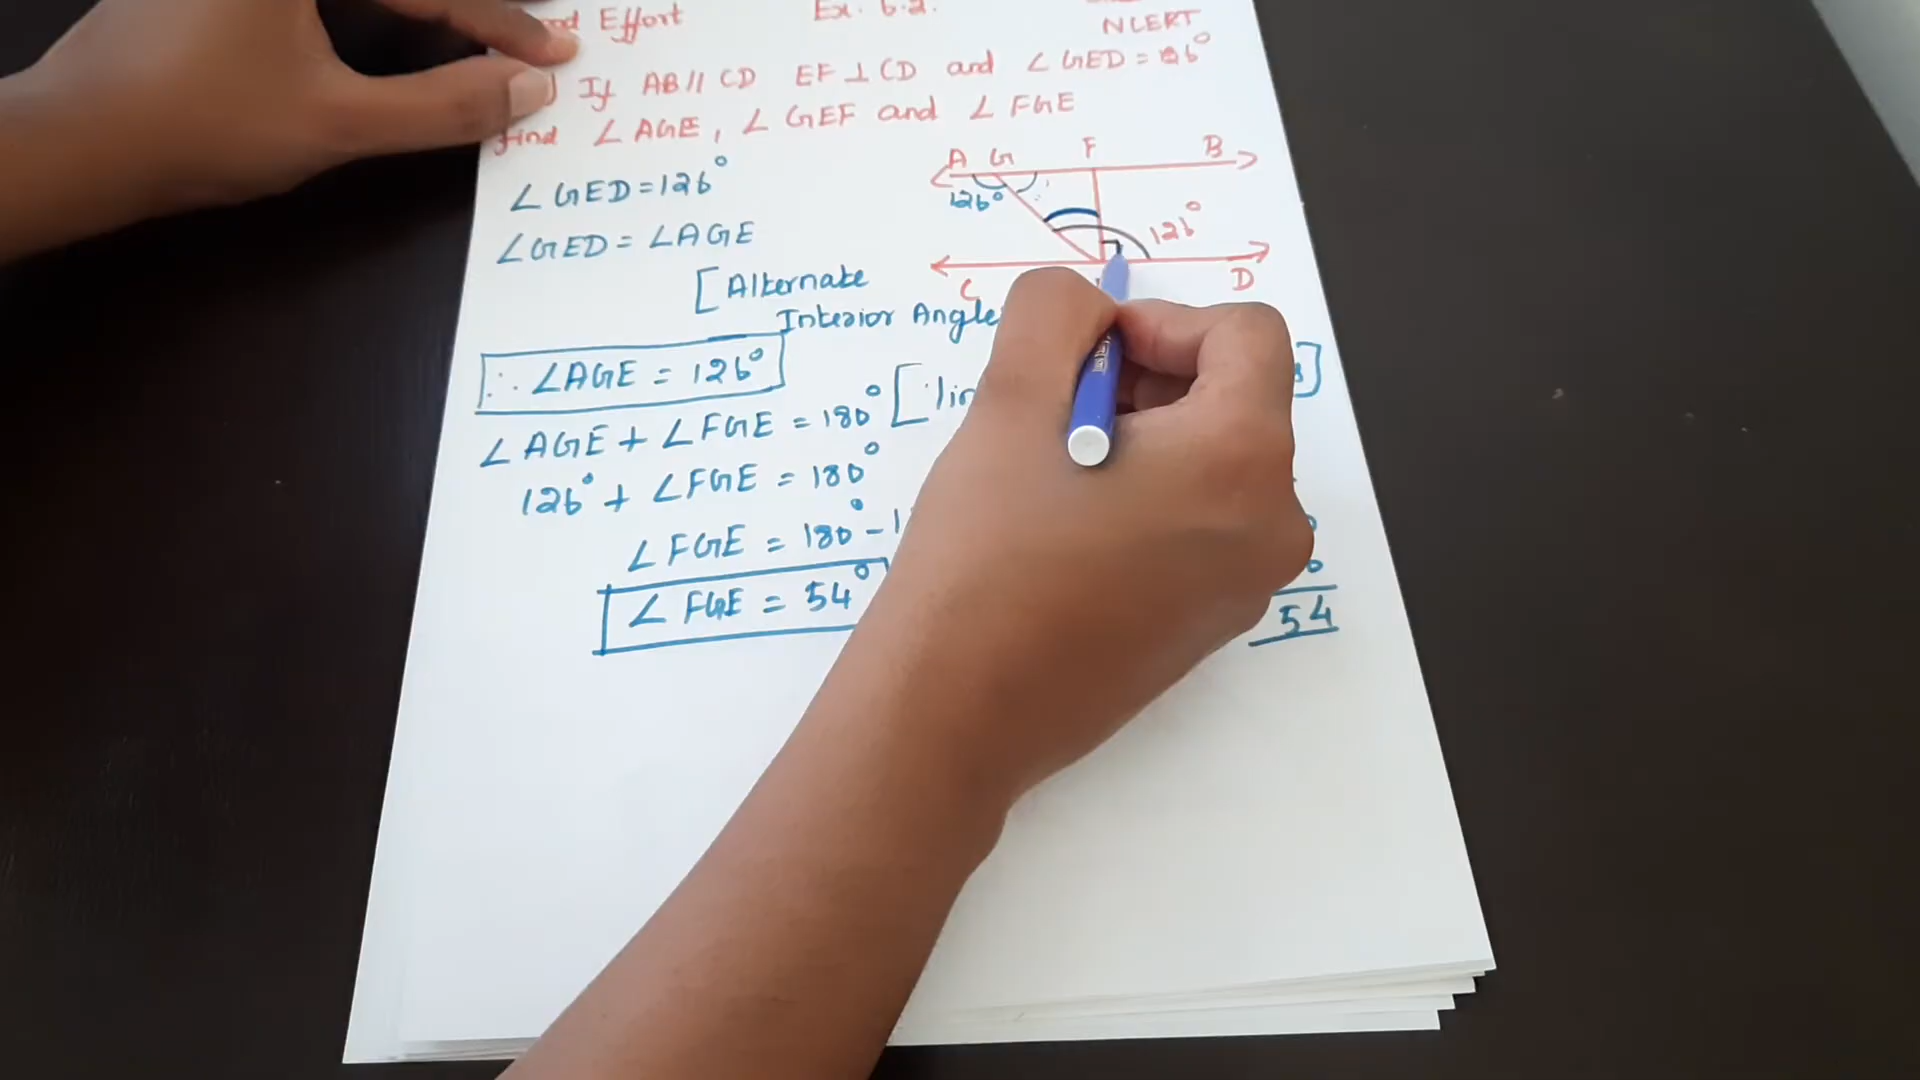 Effort Ex. 6.2. NCERT
) If AB // CD EF ⊥ CD and ∠GED = 126°
find ∠AGE, ∠GEF and ∠FGE
A G F B
126°
126°
C D
∠GED = 126°
∠GED = ∠AGE
[Alternate
Interior Angle
∴ ∠AGE = 126°
∠AGE + ∠FGE = 180° [∵lin
126° + ∠FGE = 180°
∠FGE = 180° - 1
∠FGE = 54°
54